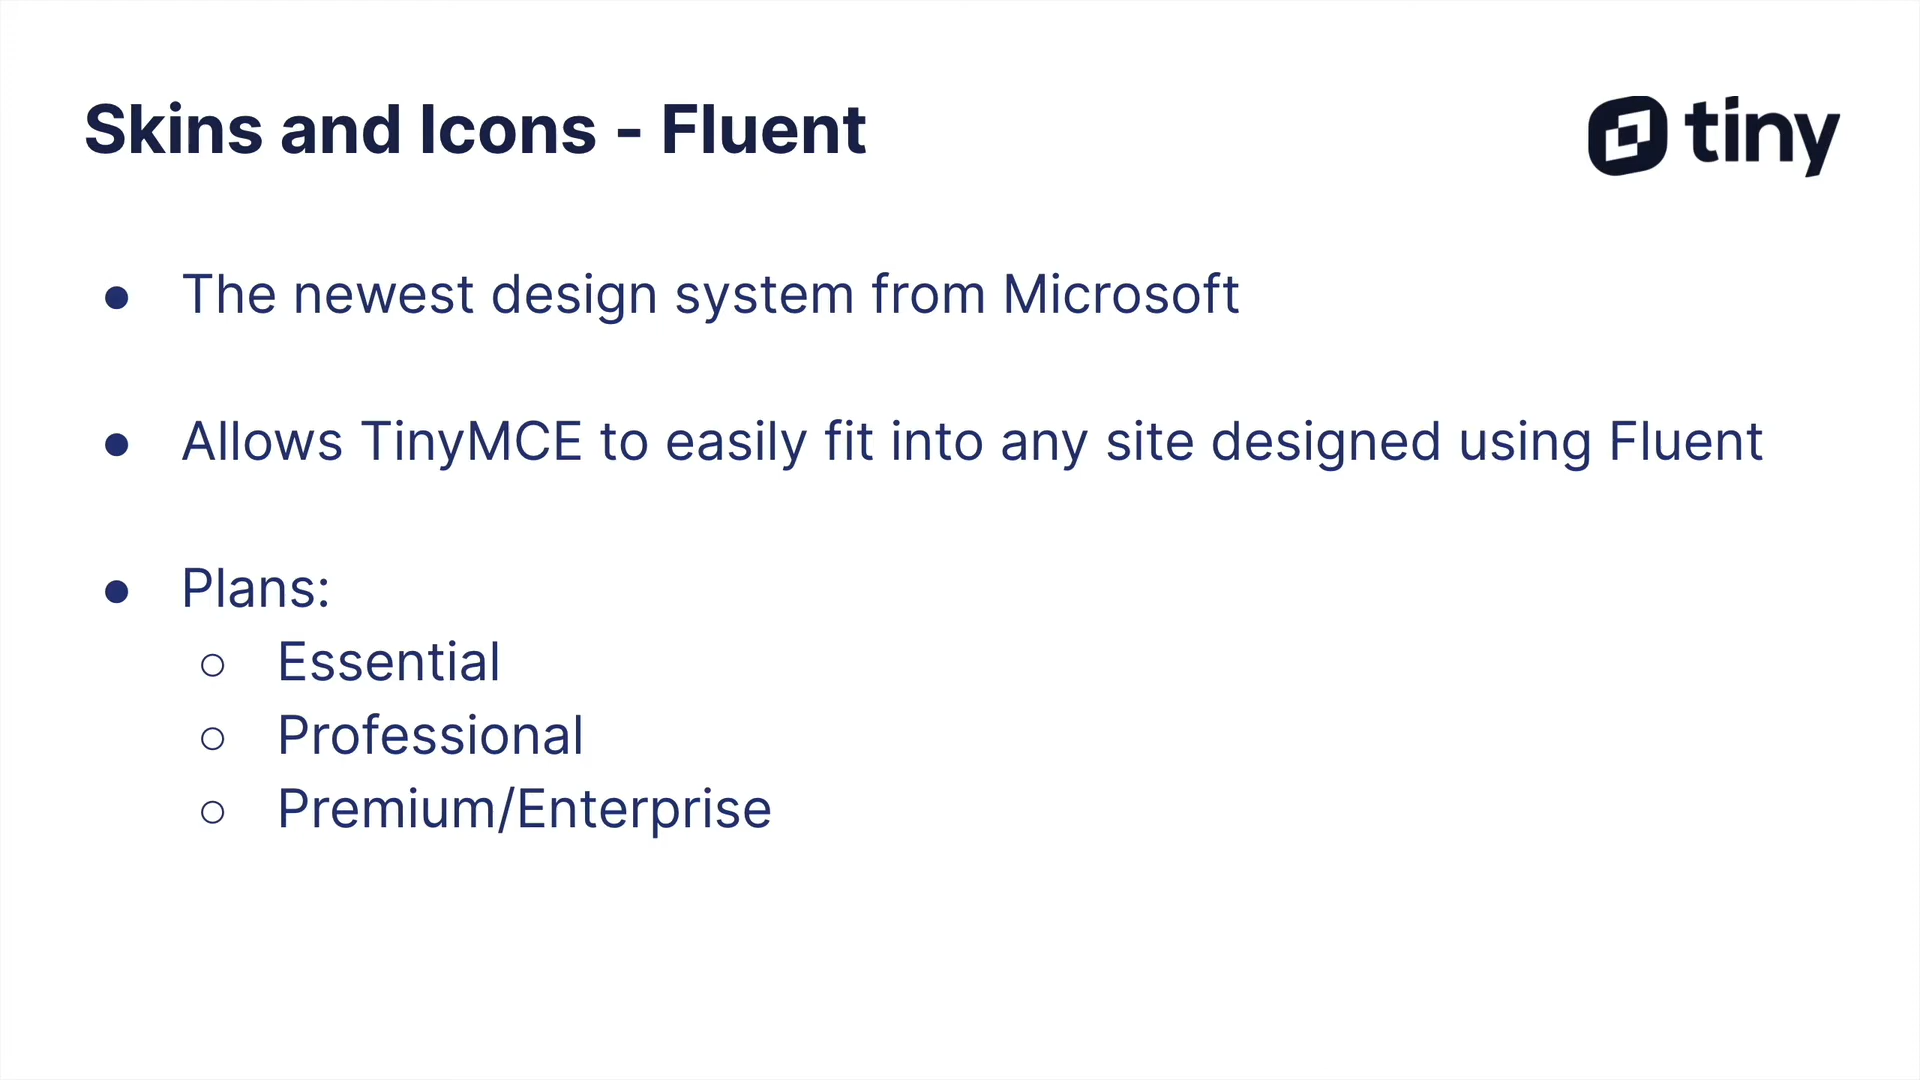 Skins and Icons - Fluent
tiny
● The newest design system from Microsoft
● Allows TinyMCE to easily fit into any site designed using Fluent
● Plans:
○ Essential
○ Professional
○ Premium/Enterprise